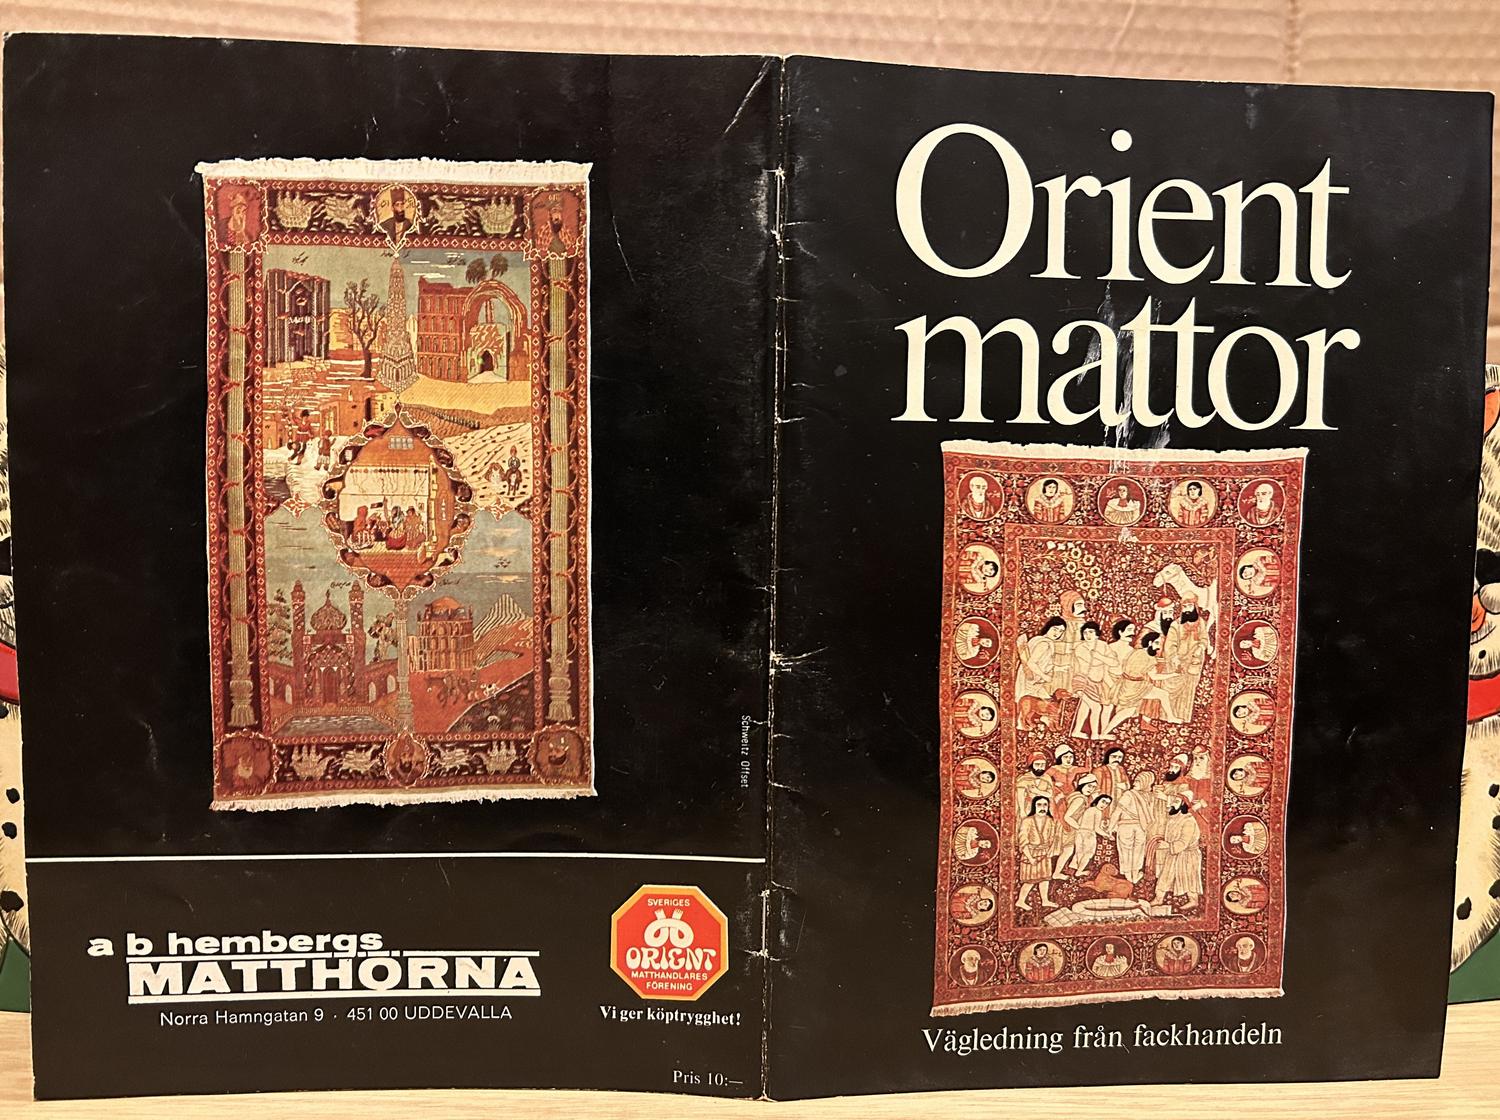 Orient
mattor
Vägledning från fackhandeln
Schweitz Offset
a b hembergs
MATTHÖRNA
Norra Hamngatan 9 · 451 00 UDDEVALLA
SVERIGES
ORIENT
MATTHANDLARES
FÖRENING
Vi ger köptrygghet!
Pris 10:—